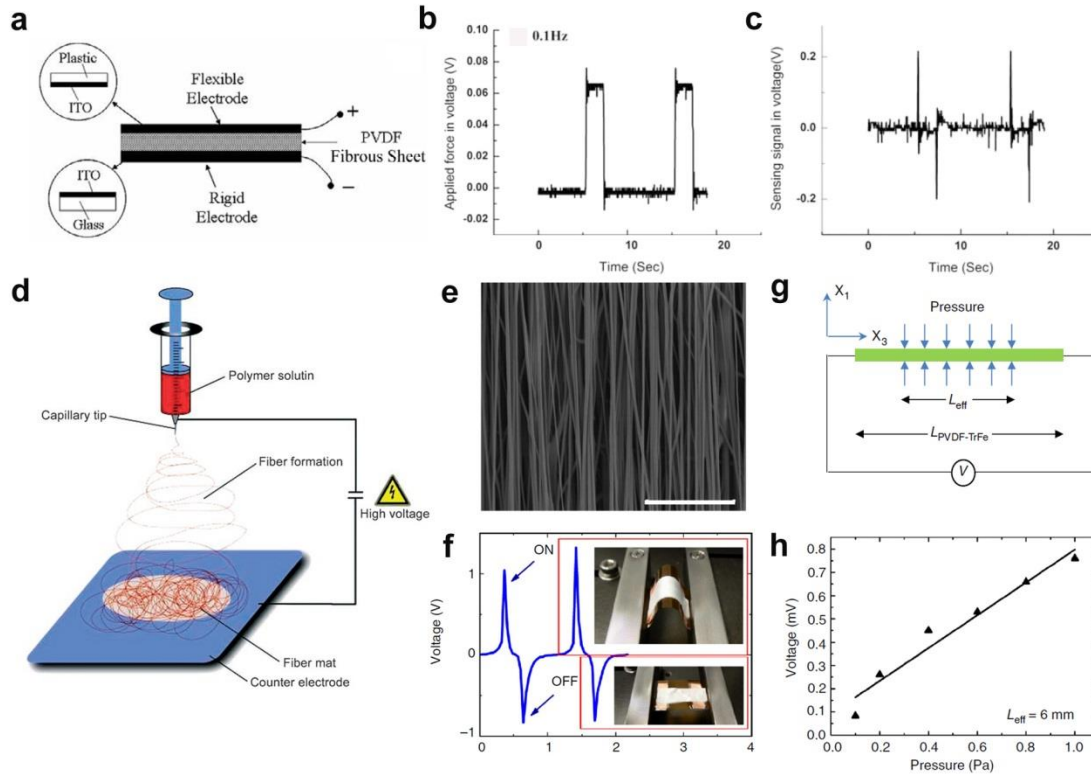 a
Plastic
ITO
Flexible
Electrode
+
PVDF
Fibrous Sheet
−
ITO
Glass
Rigid
Electrode
b
0.1Hz
Applied force in voltage (V)
0.10
0.08
0.06
0.04
0.02
0.00
-0.02
0
10
20
Time (Sec)
c
Sensing signal in voltage(V)
0.2
0.0
-0.2
0
10
20
Time (Sec)
d
Polymer solutin
Capillary tip
Fiber formation
High voltage
Fiber mat
Counter electrode
e
g
X1
X3
Pressure
Leff
LPVDF-TrFe
V
f
ON
OFF
Voltage (V)
1
0
−1
0
1
2
3
4
h
Voltage (mV)
0.8
0.7
0.6
0.5
0.4
0.3
0.2
0.1
0.0
0.0
0.2
0.4
0.6
0.8
1.0
Leff = 6 mm
Pressure (Pa)